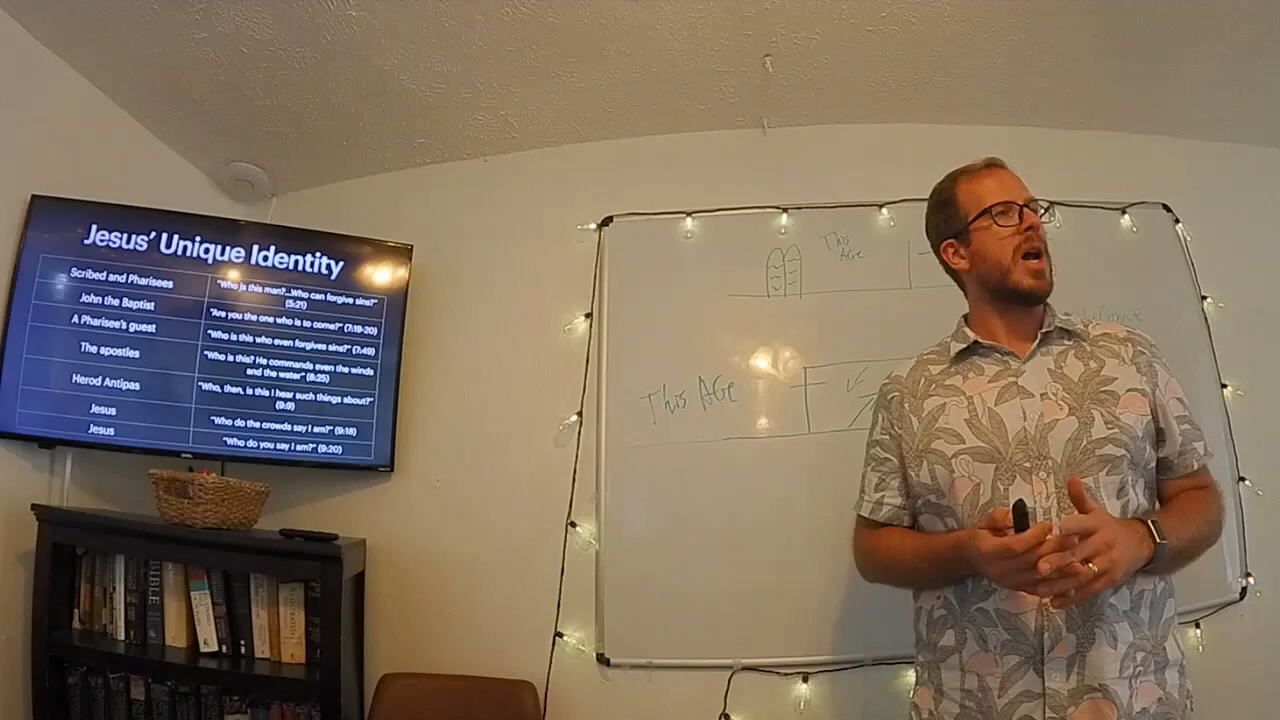 Jesus' Unique Identity
Scribed and Pharisees
"Who is this man?...Who can forgive sins?"
(5:21)
John the Baptist
"Are you the one who is to come?" (7:19-20)
A Pharisee's guest
"Who is this who even forgives sins?" (7:49)
The apostles
"Who is this? He commands even the winds
and the water" (8:25)
Herod Antipas
"Who, then, is this I hear such things about?"
(9:9)
Jesus
"Who do the crowds say I am?" (9:18)
Jesus
"Who do you say I am?" (9:20)
This
AGE
This AGE
BIBLE